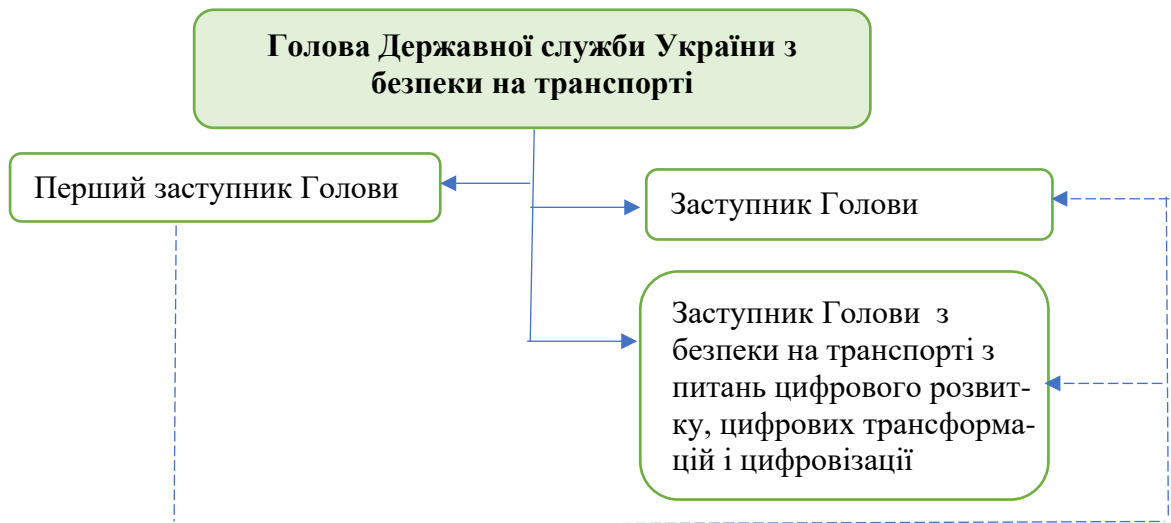 Голова Державної служби України з
безпеки на транспорті
Перший заступник Голови
Заступник Голови
Заступник Голови з
безпеки на транспорті з
питань цифрового розвит-
ку, цифрових трансформа-
цій і цифровізації